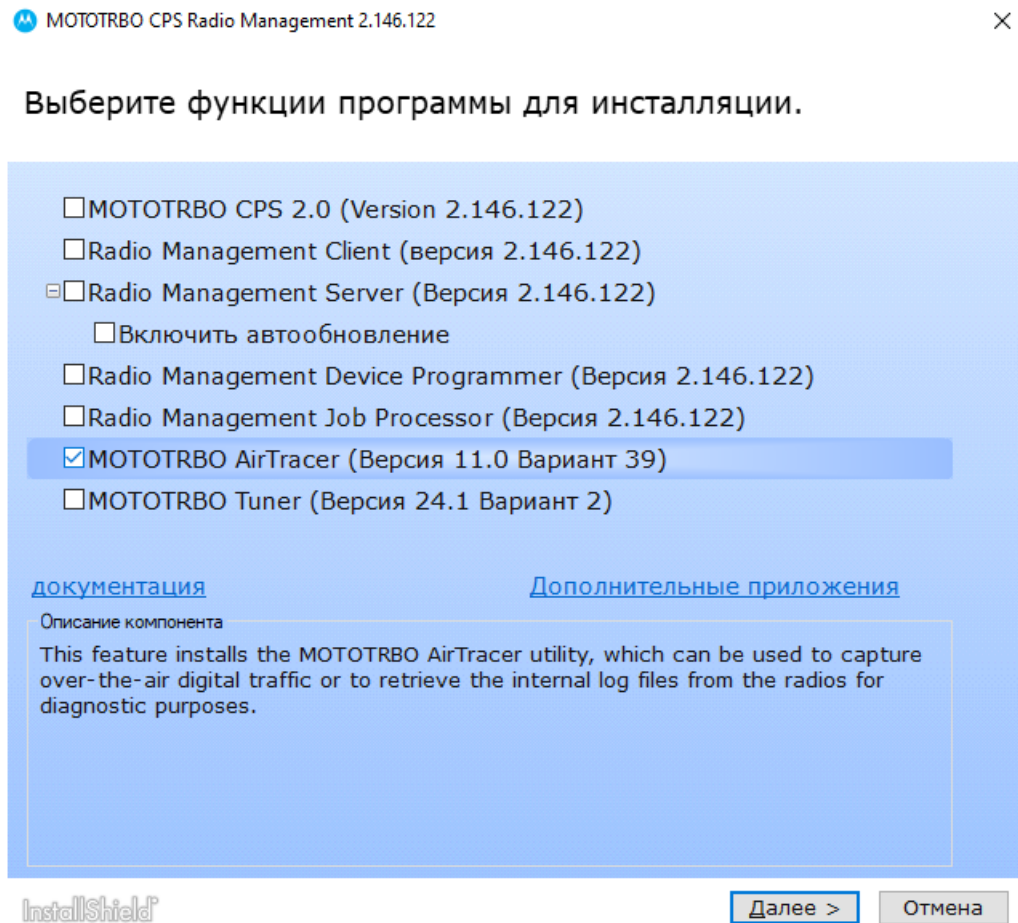 MOTOTRBO CPS Radio Management 2.146.122
Выберите функции программы для инсталляции.
MOTOTRBO CPS 2.0 (Version 2.146.122)
Radio Management Client (версия 2.146.122)
Radio Management Server (Версия 2.146.122)
Включить автообновление
Radio Management Device Programmer (Версия 2.146.122)
Radio Management Job Processor (Версия 2.146.122)
MOTOTRBO AirTracer (Версия 11.0 Вариант 39)
MOTOTRBO Tuner (Версия 24.1 Вариант 2)
документация Дополнительные приложения
Описание компонента
This feature installs the MOTOTRBO AirTracer utility, which can be used to capture
over-the-air digital traffic or to retrieve the internal log files from the radios for
diagnostic purposes.
InstallShield Далее > Отмена